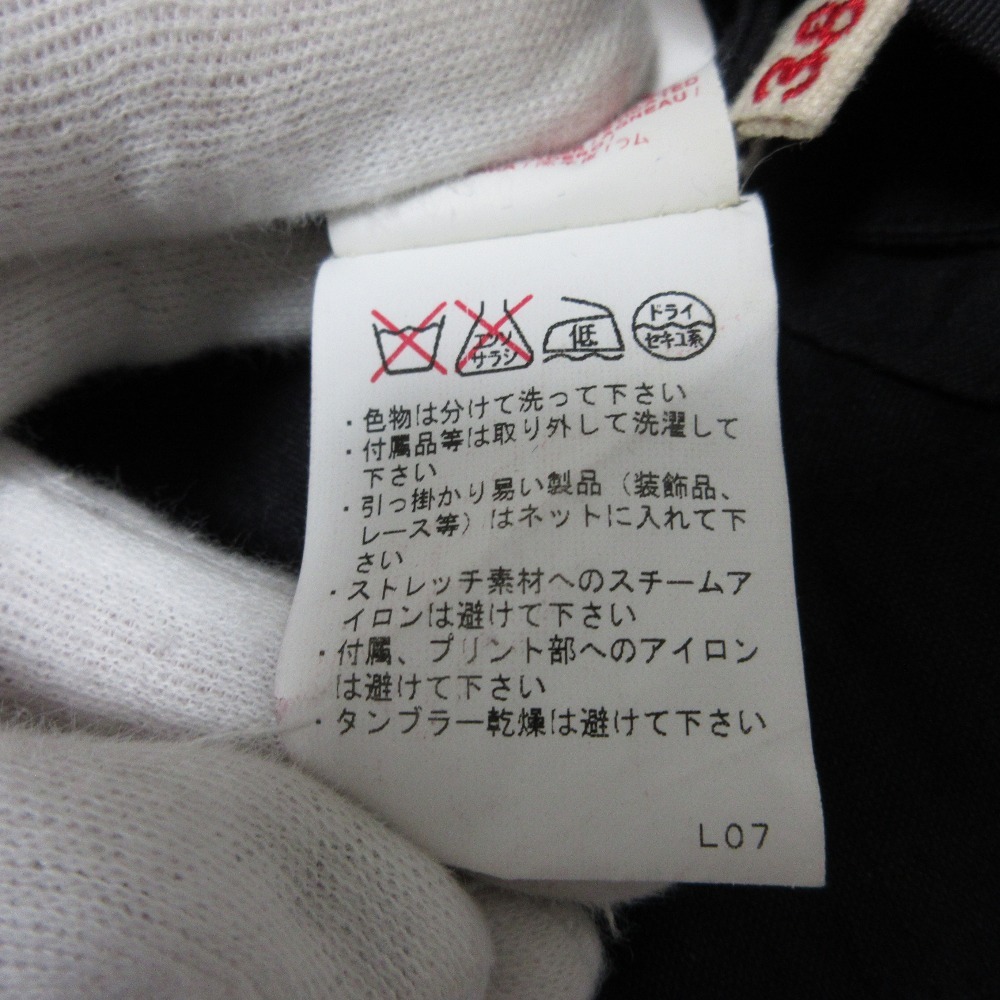 38
エンソ
サラシ
低
ドライ
セキユ系
・色物は分けて洗って下さい
・付属品等は取り外して洗濯して
下さい
・引っ掛かり易い製品（装飾品、
レース等）はネットに入れて下
さい
・ストレッチ素材へのスチームア
イロンは避けて下さい
・付属、プリント部へのアイロン
は避けて下さい
・タンブラー乾燥は避けて下さい
L07